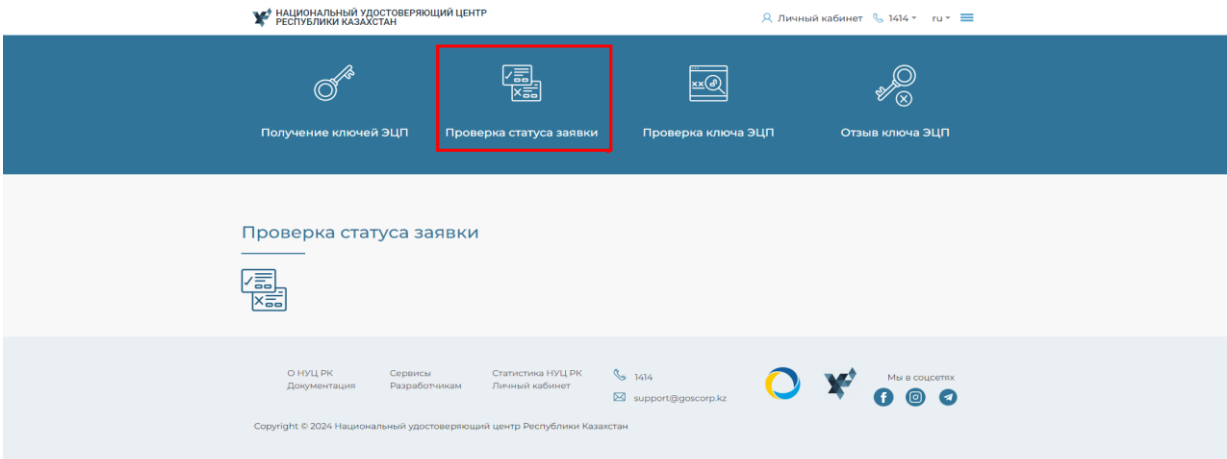 НАЦИОНАЛЬНЫЙ УДОСТОВЕРЯЮЩИЙ ЦЕНТР
РЕСПУБЛИКИ КАЗАХСТАН
Личный кабинет 1414 ru
Получение ключей ЭЦП
Проверка статуса заявки
Проверка ключа ЭЦП
Отзыв ключа ЭЦП
Проверка статуса заявки
О НУЦ РК
Документация
Сервисы
Разработчикам
Статистика НУЦ РК
Личный кабинет
1414
support@goscorp.kz
Мы в соцсетях
Copyright © 2024 Национальный удостоверяющий центр Республики Казахстан